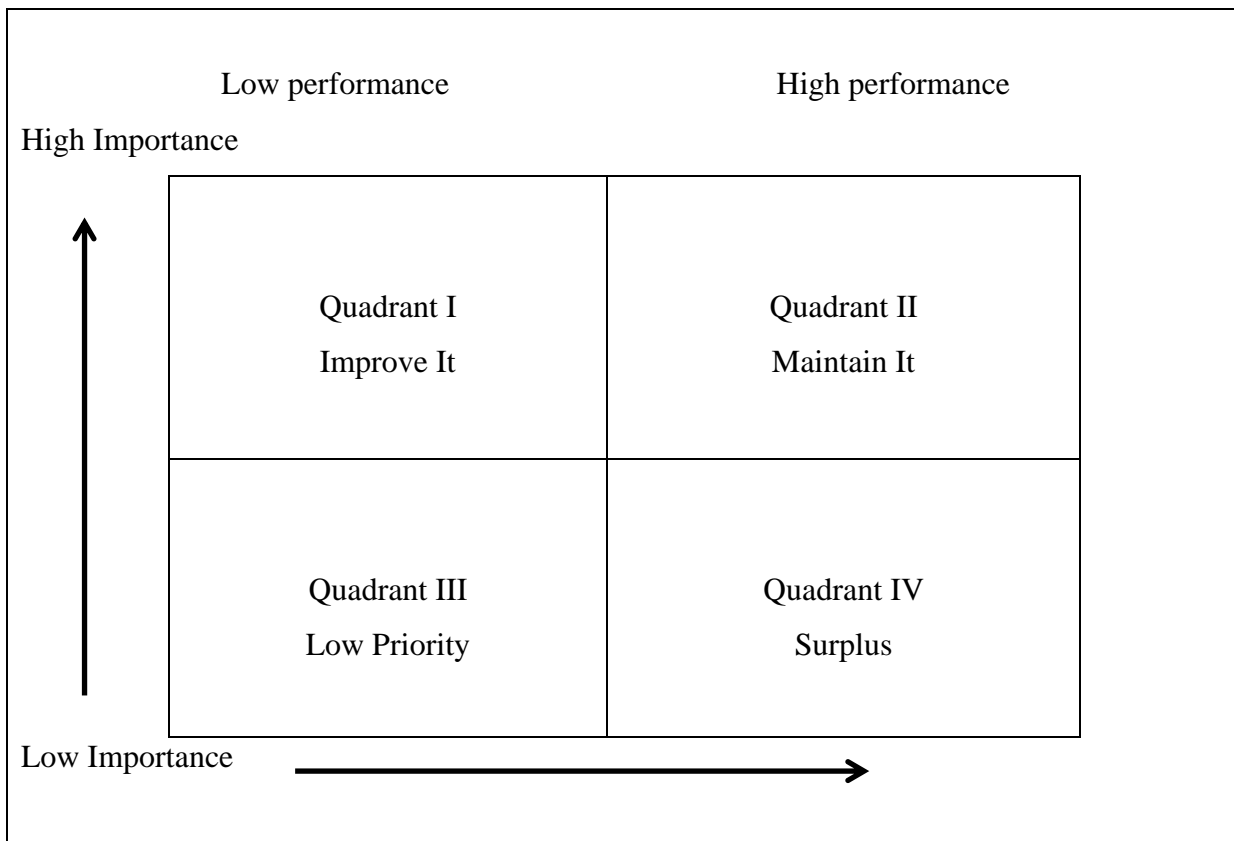 Low performance
High performance
High Importance
Quadrant I
Improve It
Quadrant II
Maintain It
Quadrant III
Low Priority
Quadrant IV
Surplus
Low Importance